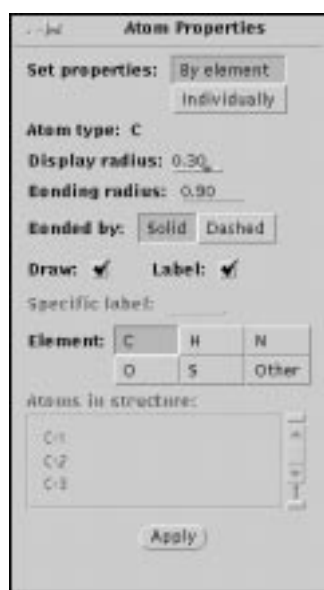 Atom Properties
Set properties: By element
Individually
Atom type: C
Display radius: 0.30
Bonding radius: 0.90
Bonded by: Solid Dashed
Draw: Label:
Specific label:
Element: C H N
O S Other
Atoms in structure:
C-1
C-2
C-3
Apply